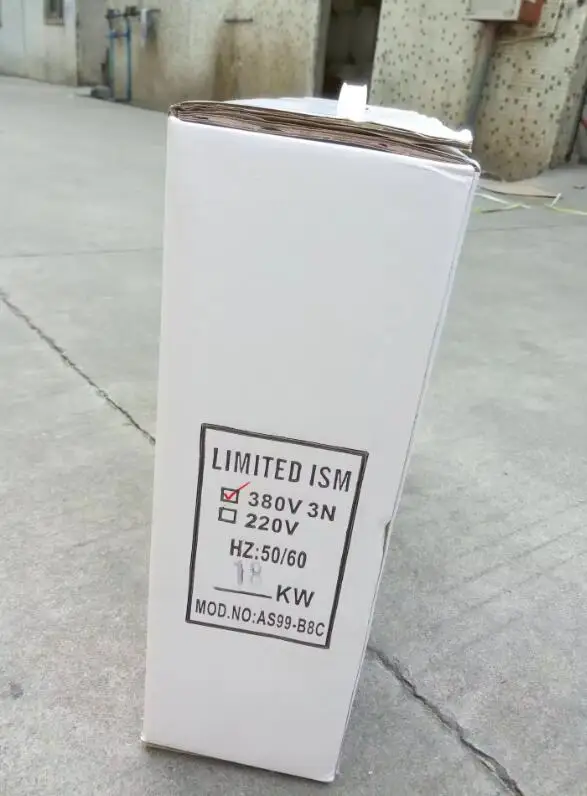 LIMITED ISM
380V 3N
220V
HZ:50/60
18
KW
MOD.NO:AS99-B8C